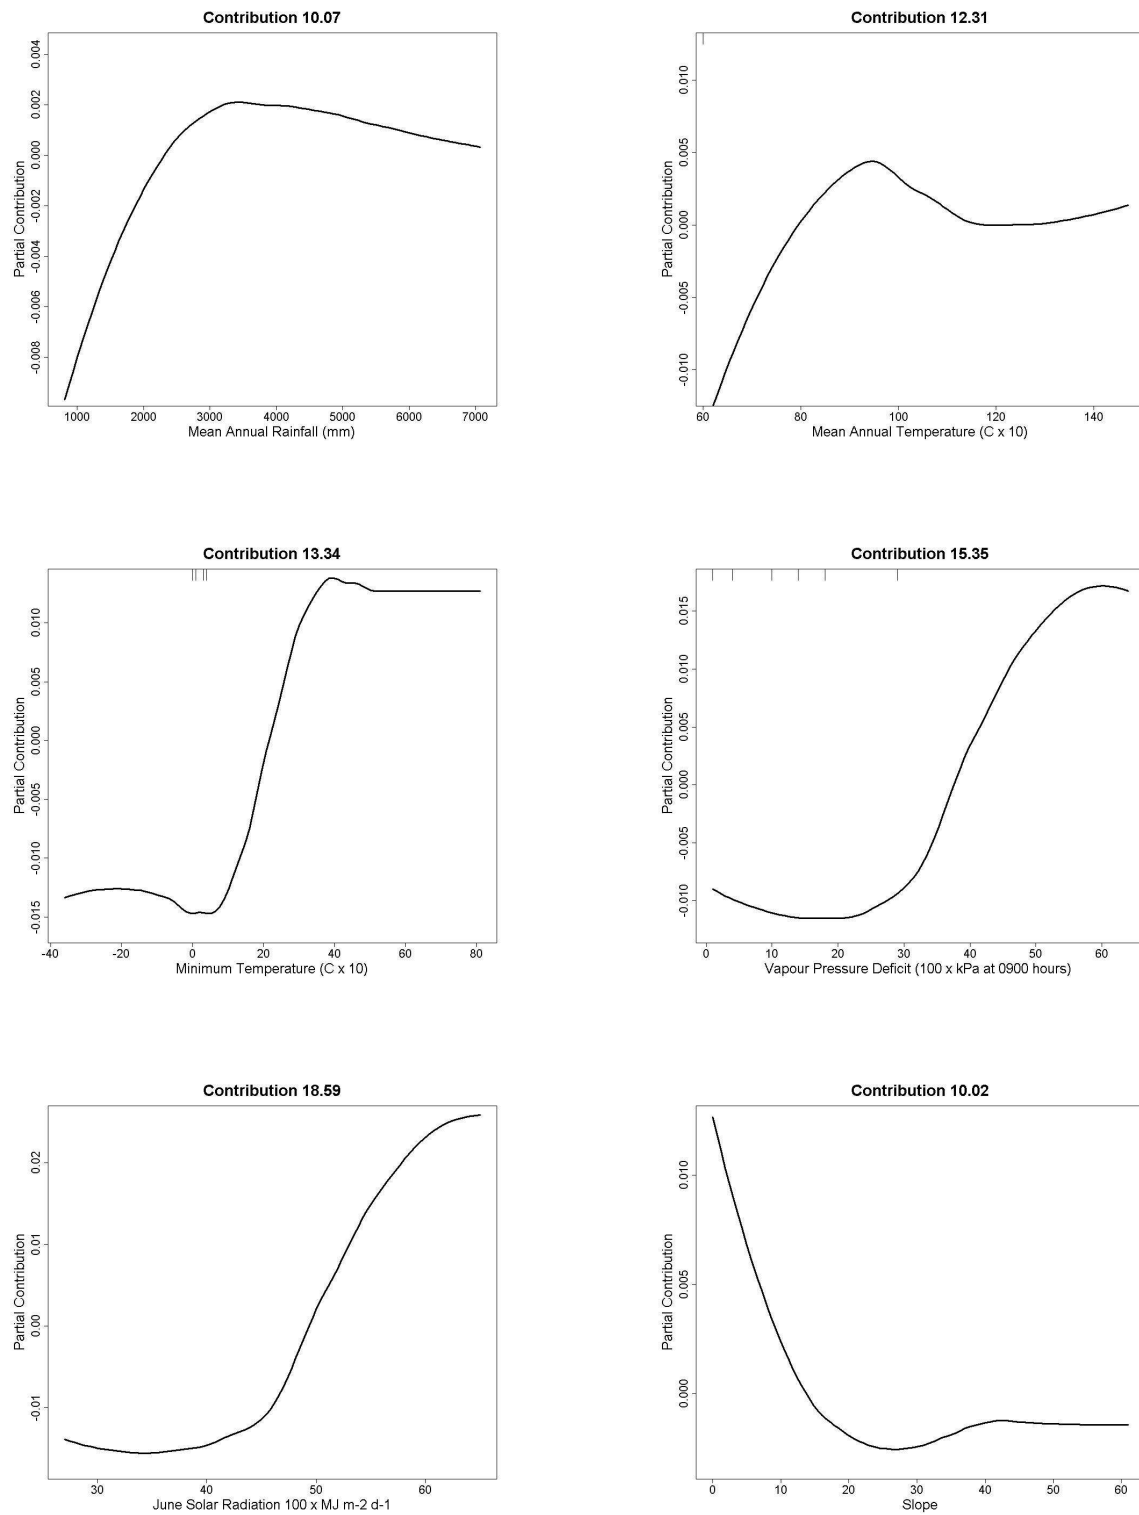 Contribution 10.07
Partial Contribution
0.004
0.002
0.000
-0.002
-0.004
-0.006
-0.008
1000 2000 3000 4000 5000 6000 7000
Mean Annual Rainfall (mm)
Contribution 12.31
Partial Contribution
0.010
0.005
0.000
-0.005
-0.010
60 80 100 120 140
Mean Annual Temperature (C x 10)
Contribution 13.34
Partial Contribution
0.010
0.005
0.000
-0.005
-0.010
-0.015
-40 -20 0 20 40 60 80
Minimum Temperature (C x 10)
Contribution 15.35
Partial Contribution
0.015
0.010
0.005
0.000
-0.005
-0.010
0 10 20 30 40 50 60
Vapour Pressure Deficit (100 x kPa at 0900 hours)
Contribution 18.59
Partial Contribution
0.02
0.01
0.00
-0.01
30 40 50 60
June Solar Radiation 100 x MJ m-2 d-1
Contribution 10.02
Partial Contribution
0.010
0.005
0.000
0 10 20 30 40 50 60
Slope